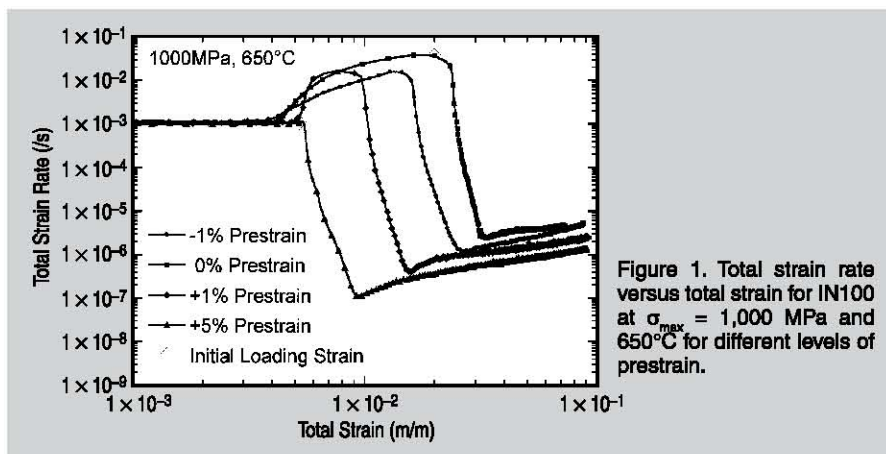 1000MPa, 650°C
Total Strain Rate (/s)
1 × 10⁻¹
1 × 10⁻²
1 × 10⁻³
1 × 10⁻⁴
1 × 10⁻⁵
1 × 10⁻⁶
1 × 10⁻⁷
1 × 10⁻⁸
1 × 10⁻⁹
-1% Prestrain
0% Prestrain
+1% Prestrain
+5% Prestrain
Initial Loading Strain
1 × 10⁻³
1 × 10⁻²
1 × 10⁻¹
Total Strain (m/m)
Figure 1. Total strain rate
versus total strain for IN100
at σmax = 1,000 MPa and
650°C for different levels of
prestrain.